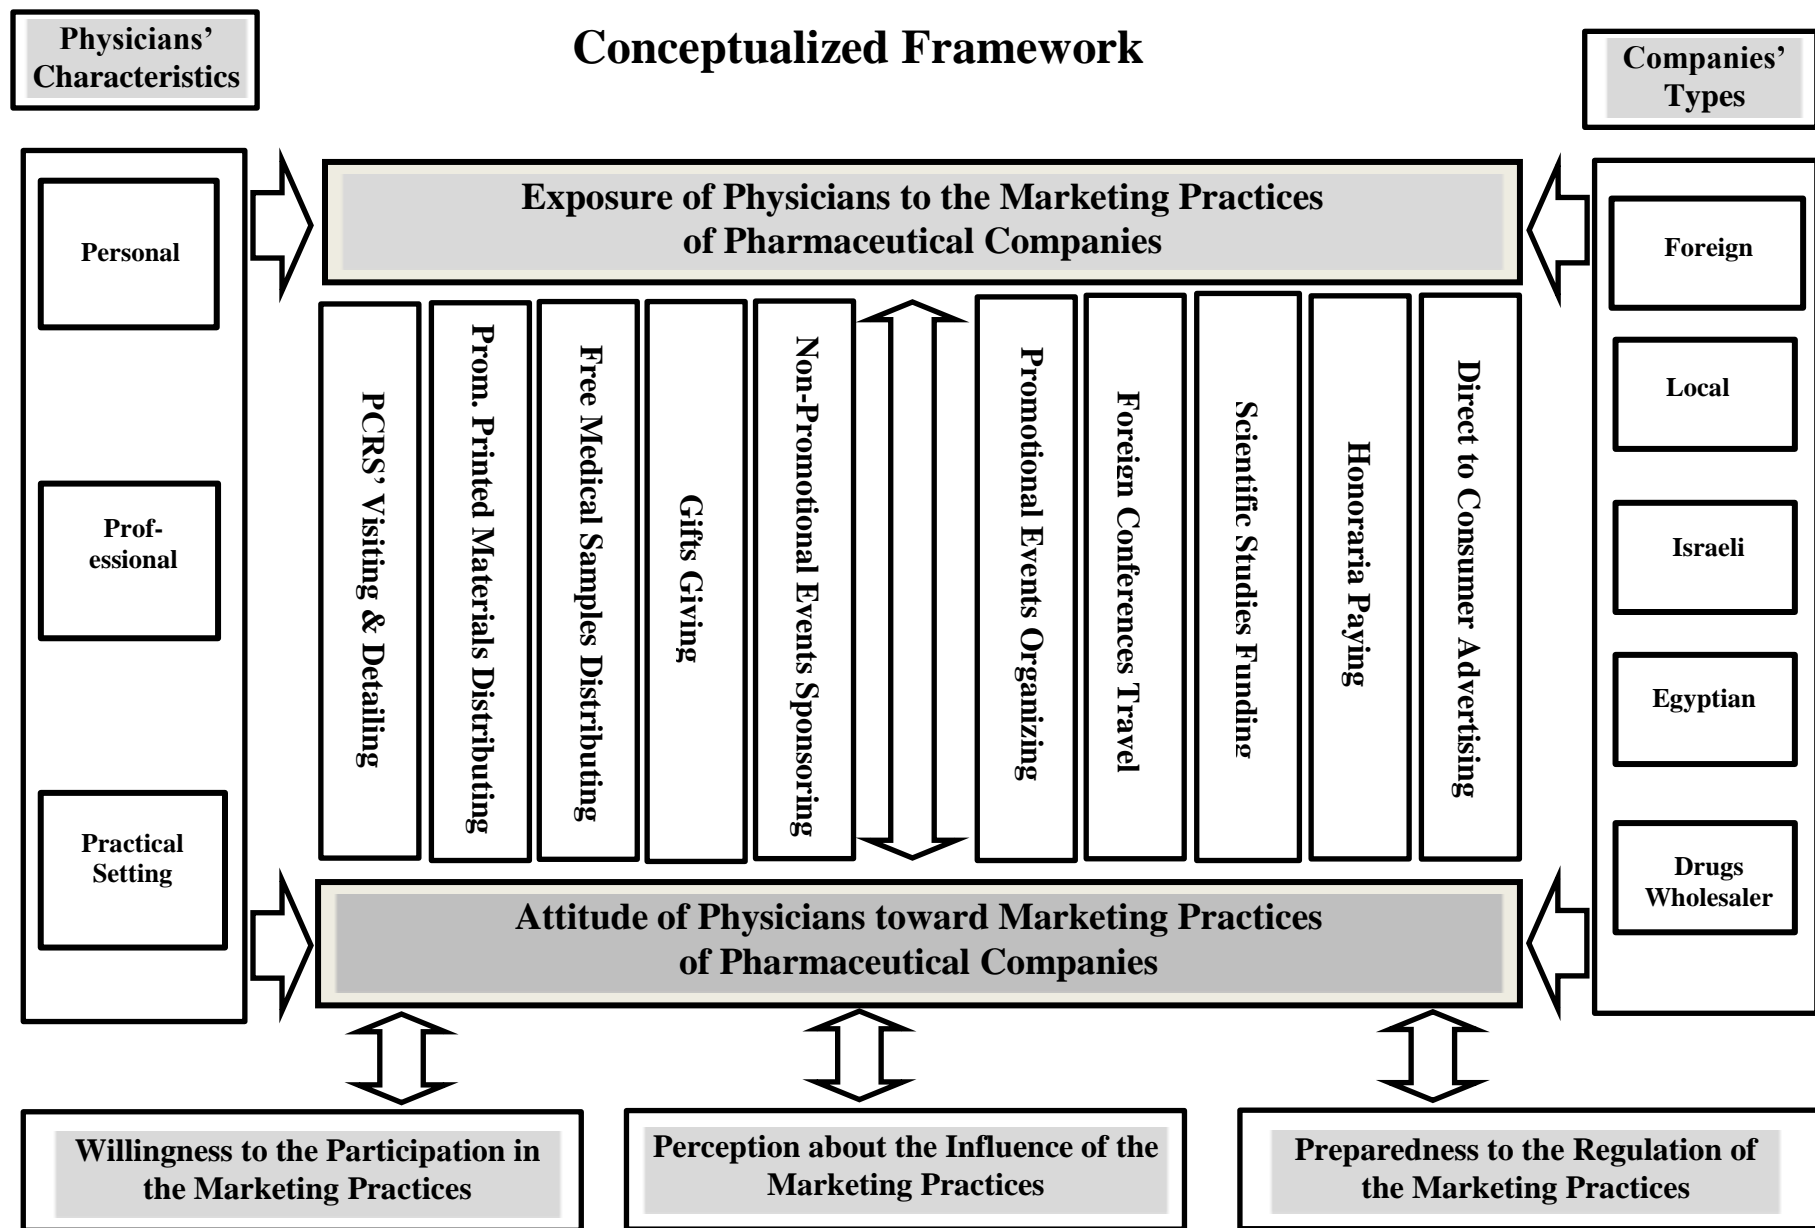 Physicians’
Characteristics
Conceptualized Framework
Companies’
Types
Personal
Prof-
essional
Practical
Setting
Exposure of Physicians to the Marketing Practices
of Pharmaceutical Companies
PCRS’ Visiting & Detailing
Prom. Printed Materials Distributing
Free Medical Samples Distributing
Gifts Giving
Non-Promotional Events Sponsoring
Promotional Events Organizing
Foreign Conferences Travel
Scientific Studies Funding
Honoraria Paying
Direct to Consumer Advertising
Foreign
Local
Israeli
Egyptian
Drugs
Wholesaler
Attitude of Physicians toward Marketing Practices
of Pharmaceutical Companies
Willingness to the Participation in
the Marketing Practices
Perception about the Influence of the
Marketing Practices
Preparedness to the Regulation of
the Marketing Practices